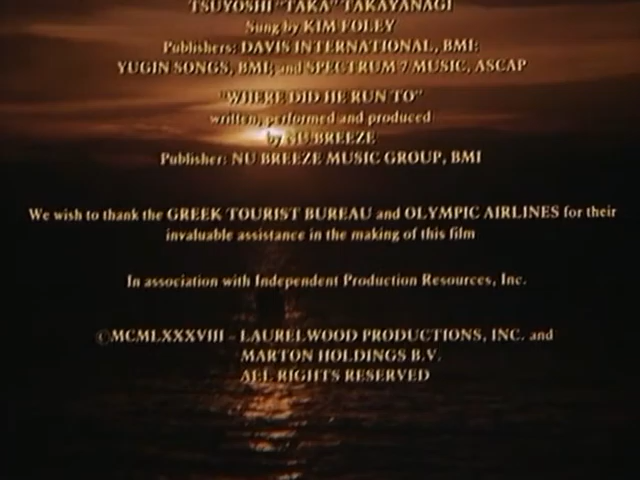 TSUYOSHI "TAKA" TAKAYANAGI
Sung by KIM FOLEY
Publishers: DAVIS INTERNATIONAL, BMI;
YUGIN SONGS, BMI; and SPECTRUM 7 MUSIC, ASCAP
"WHERE DID HE RUN TO"
written, performed and produced
by NU BREEZE
Publisher: NU BREEZE MUSIC GROUP, BMI
We wish to thank the GREEK TOURIST BUREAU and OLYMPIC AIRLINES for their
invaluable assistance in the making of this film
In association with Independent Production Resources, Inc.
©MCMLXXXVIII - LAURELWOOD PRODUCTIONS, INC. and
MARTON HOLDINGS B.V.
ALL RIGHTS RESERVED